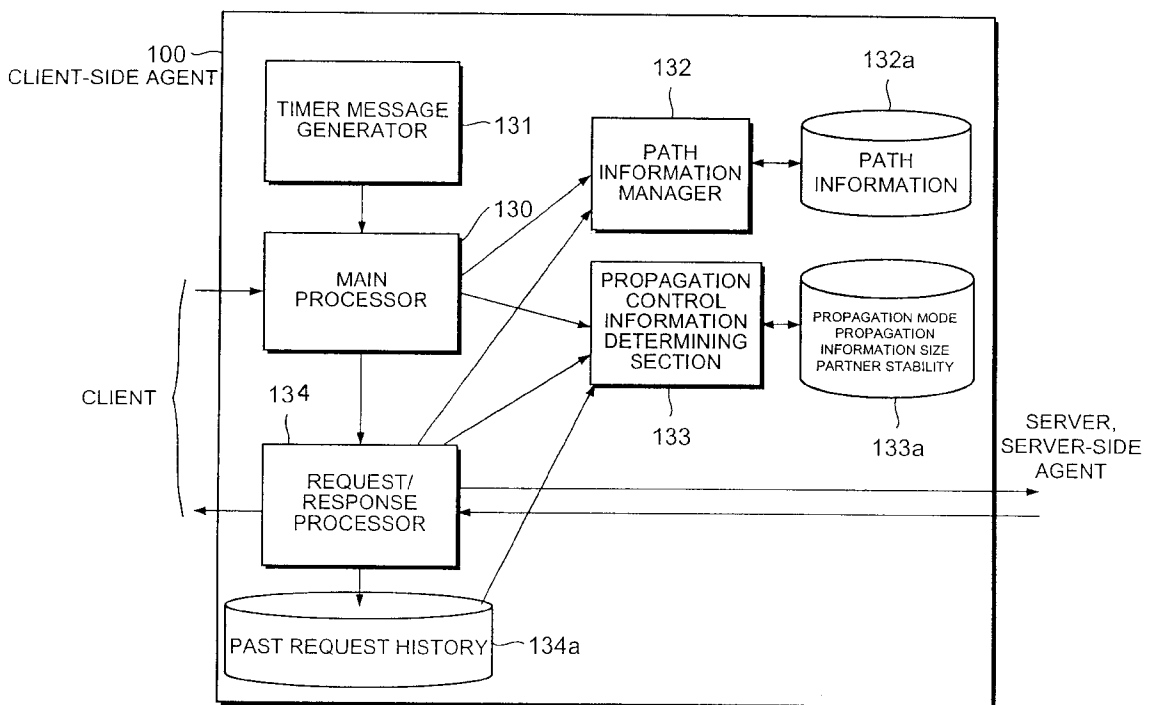 100
CLIENT-SIDE AGENT
TIMER MESSAGE
GENERATOR
131
132
PATH
INFORMATION
MANAGER
132a
PATH
INFORMATION
130
MAIN
PROCESSOR
PROPAGATION
CONTROL
INFORMATION
DETERMINING
SECTION
133
PROPAGATION MODE
PROPAGATION
INFORMATION SIZE
PARTNER STABILITY
133a
CLIENT
134
REQUEST/
RESPONSE
PROCESSOR
SERVER,
SERVER-SIDE
AGENT
PAST REQUEST HISTORY
134a